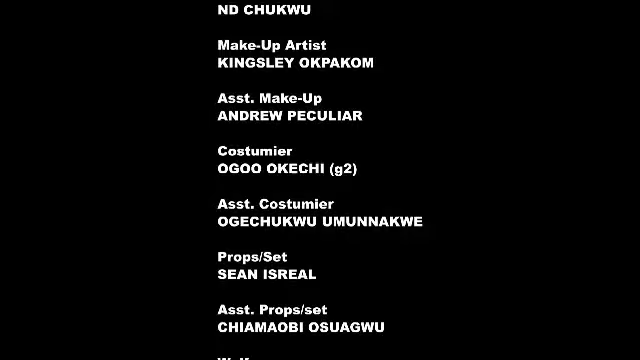 ND CHUKWU
Make-Up Artist
KINGSLEY OKPAKOM
Asst. Make-Up
ANDREW PECULIAR
Costumier
OGOO OKECHI (g2)
Asst. Costumier
OGECHUKWU UMUNNAKWE
Props/Set
SEAN ISREAL
Asst. Props/set
CHIAMAOBI OSUAGWU